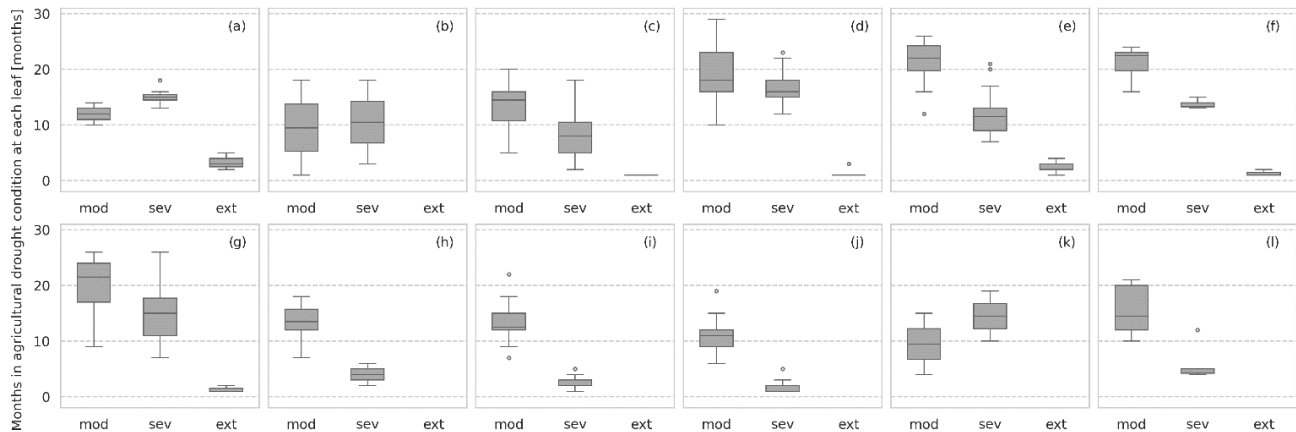 Months in agricultural drought condition at each leaf [months]
30 (a) (b) (c) (d) (e) (f)
20
10
0
mod sev ext mod sev ext mod sev ext mod sev ext mod sev ext mod sev ext
30 (g) (h) (i) (j) (k) (l)
20
10
0
mod sev ext mod sev ext mod sev ext mod sev ext mod sev ext mod sev ext